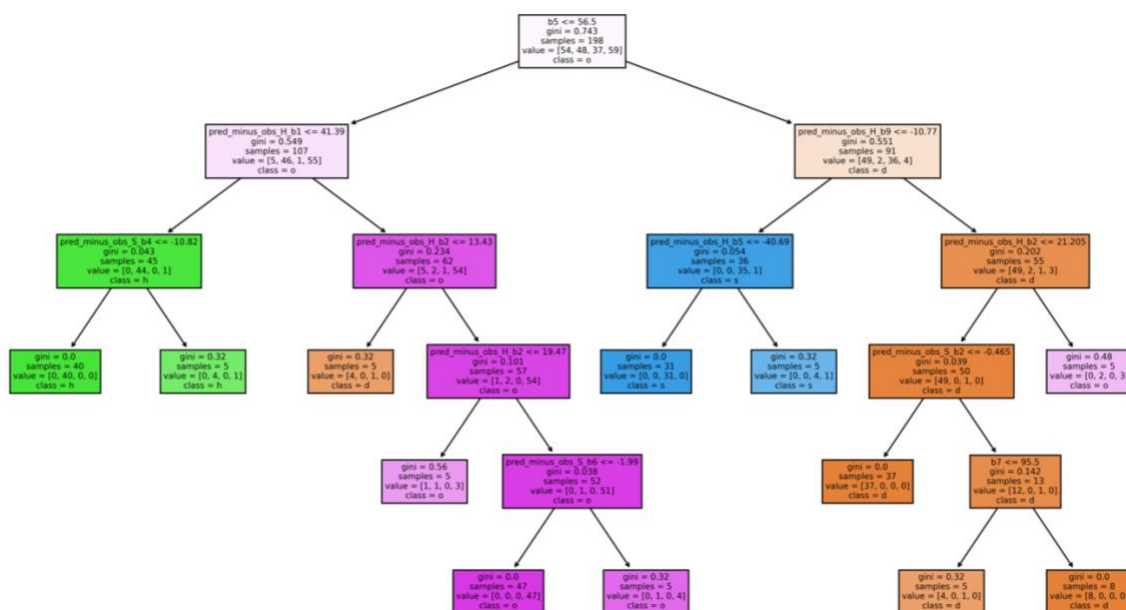 b5 <= 56.5
gini = 0.743
samples = 198
value = [54, 48, 37, 59]
class = o
pred_minus_obs_H_b1 <= 41.39
gini = 0.549
samples = 107
value = [5, 46, 1, 55]
class = o
pred_minus_obs_H_b9 <= -10.77
gini = 0.551
samples = 91
value = [49, 2, 36, 4]
class = d
pred_minus_obs_S_b4 <= -10.82
gini = 0.043
samples = 45
value = [0, 44, 0, 1]
class = h
pred_minus_obs_H_b2 <= 13.43
gini = 0.234
samples = 62
value = [5, 2, 1, 54]
class = o
pred_minus_obs_H_b5 <= -40.69
gini = 0.054
samples = 36
value = [0, 0, 35, 1]
class = s
pred_minus_obs_H_b2 <= 21.205
gini = 0.202
samples = 55
value = [49, 2, 1, 3]
class = d
gini = 0.0
samples = 40
value = [0, 40, 0, 0]
class = h
gini = 0.32
samples = 5
value = [0, 4, 0, 1]
class = h
gini = 0.32
samples = 5
value = [4, 0, 1, 0]
class = d
pred_minus_obs_H_b2 <= 19.47
gini = 0.101
samples = 57
value = [1, 2, 0, 54]
class = o
gini = 0.0
samples = 31
value = [0, 0, 31, 0]
class = s
gini = 0.32
samples = 5
value = [0, 0, 4, 1]
class = s
pred_minus_obs_S_b2 <= -0.465
gini = 0.039
samples = 50
value = [49, 0, 1, 0]
class = d
gini = 0.48
samples = 5
value = [0, 2, 0, 3]
class = o
gini = 0.56
samples = 5
value = [1, 1, 0, 3]
class = o
pred_minus_obs_S_b6 <= -1.99
gini = 0.038
samples = 52
value = [0, 1, 0, 51]
class = o
gini = 0.0
samples = 37
value = [37, 0, 0, 0]
class = d
b7 <= 95.5
gini = 0.142
samples = 13
value = [12, 0, 1, 0]
class = d
gini = 0.0
samples = 47
value = [0, 0, 0, 47]
class = o
gini = 0.32
samples = 5
value = [0, 1, 0, 4]
class = o
gini = 0.32
samples = 5
value = [4, 0, 1, 0]
class = d
gini = 0.0
samples = 8
value = [8, 0, 0, 0]
class = d